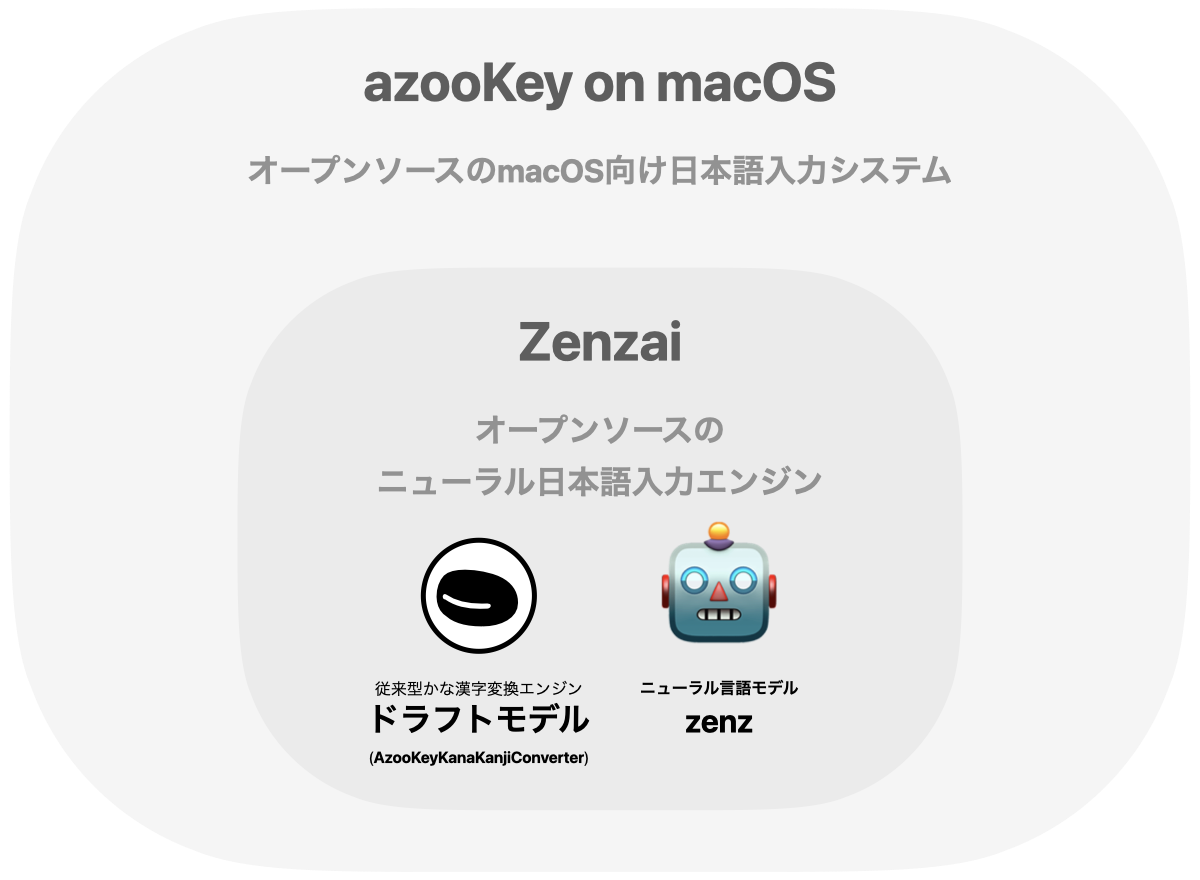 azooKey on macOS
オープンソースのmacOS向け日本語入力システム
Zenzai
オープンソースの
ニューラル日本語入力エンジン
従来型かな漢字変換エンジン
ドラフトモデル
(AzooKeyKanaKanjiConverter)
ニューラル言語モデル
zenz